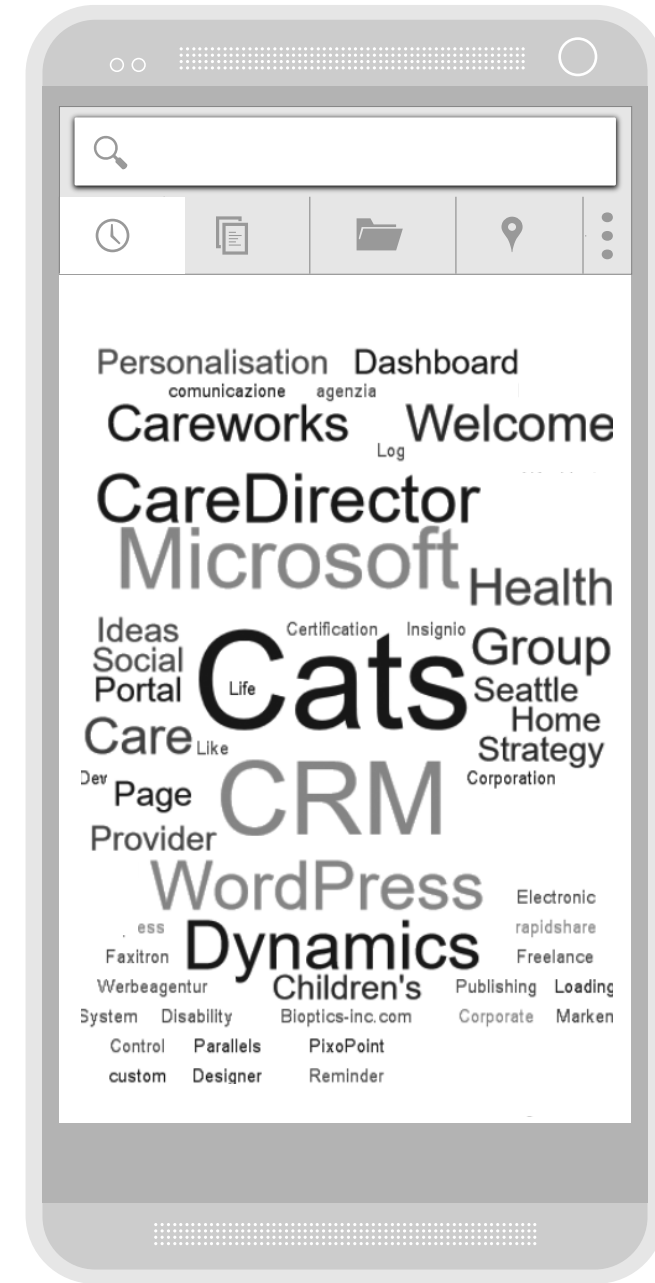 Personalisation Dashboard
comunicazione agenzia
Careworks Welcome
Log
CareDirector
Microsoft
Health
Ideas Certification Insignio
Social Cats Group
Portal Life Seattle
Home
Care Like Strategy
Dev Corporation
Page CRM
Provider
WordPress
Electronic
ess rapidshare
Faxitron Dynamics Freelance
Werbeagentur Children's Publishing Loading
System Disability Bioptics-inc.com Corporate Marken
Control Parallels PixoPoint
custom Designer Reminder